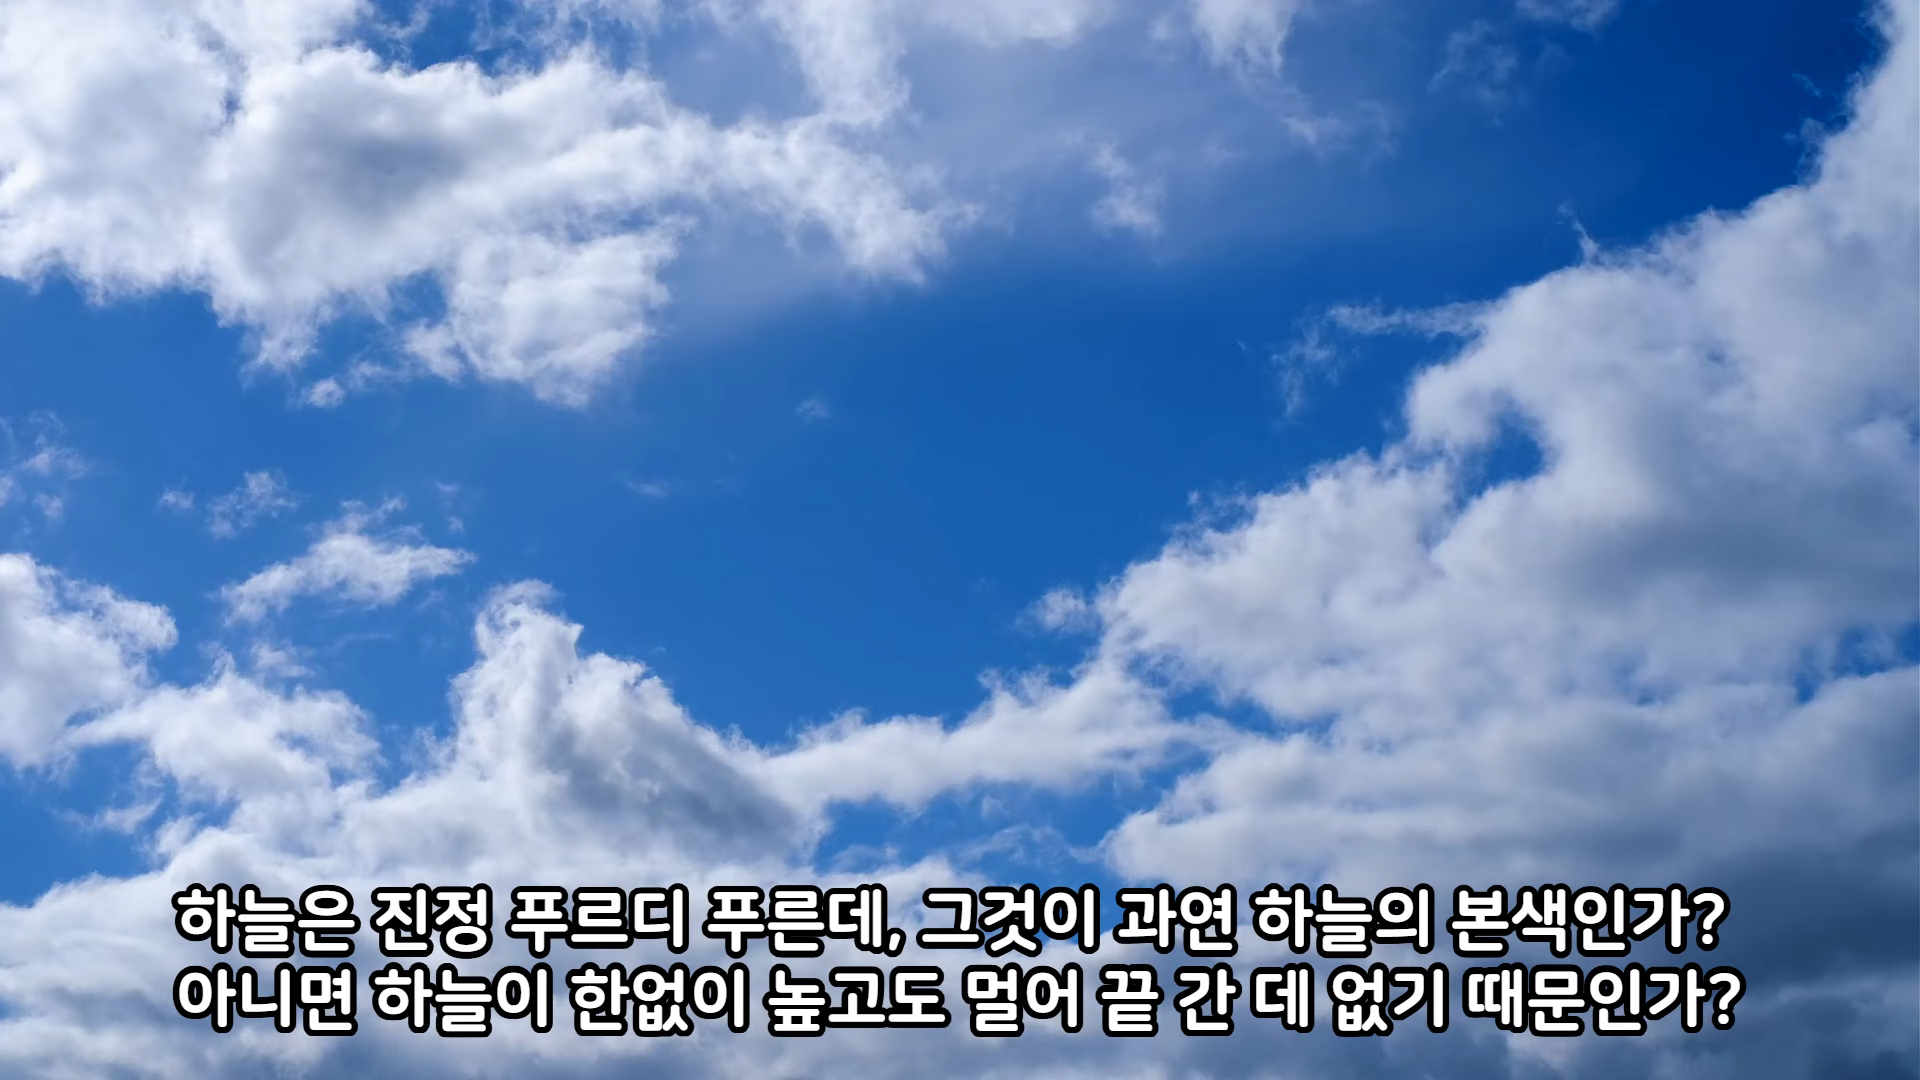 하늘은 진정 푸르디 푸른데, 그것이 과연 하늘의 본색인가?
아니면 하늘이 한없이 높고도 멀어 끝 간 데 없기 때문인가?